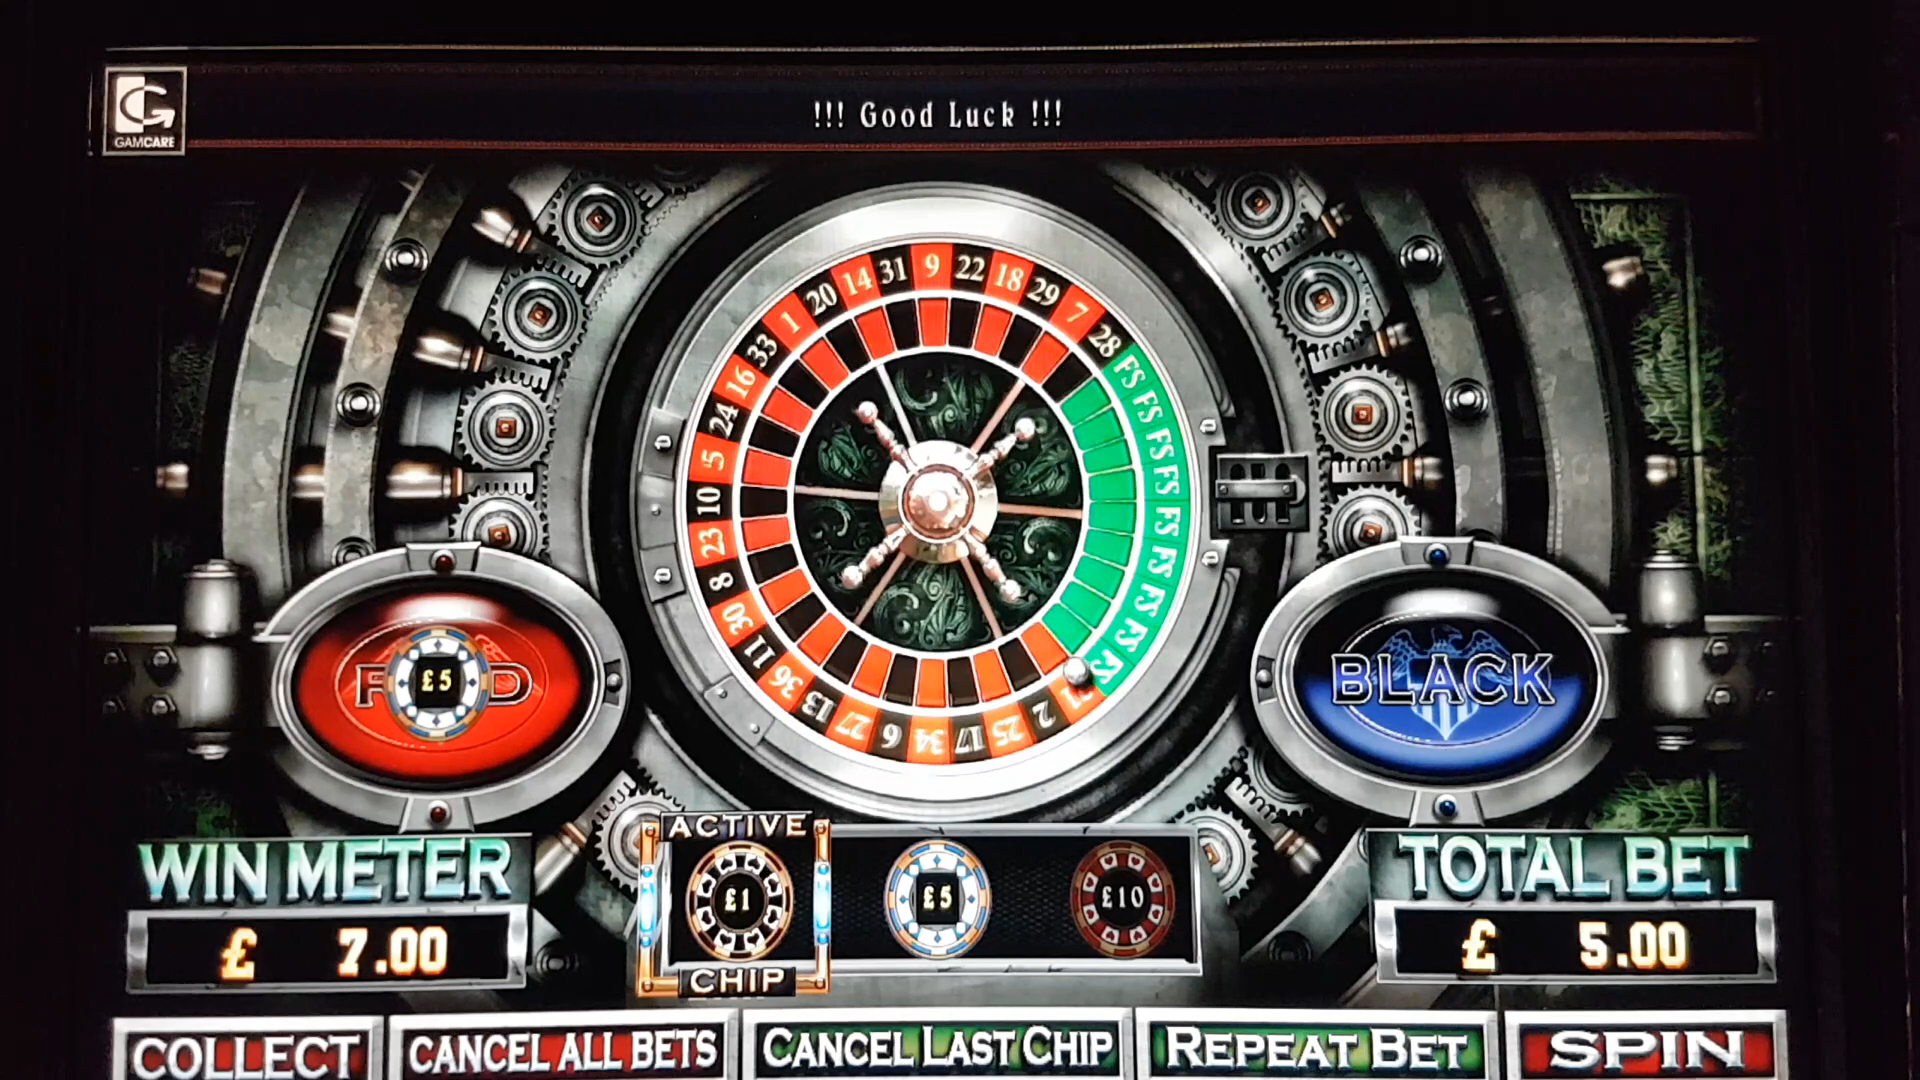 GAMCARE
!!! Good Luck !!!
14 31 9 22 18 29 7 28
FS FS FS FS FS FS FS FS FS
2 25 17 34 6 27 13 36 11 30 8 23 10 5 24 16 33 1 20
£5
BLACK
ACTIVE
CHIP
£1
£5
£10
WIN METER
£ 7.00
TOTAL BET
£ 5.00
COLLECT
CANCEL ALL BETS
CANCEL LAST CHIP
REPEAT BET
SPIN